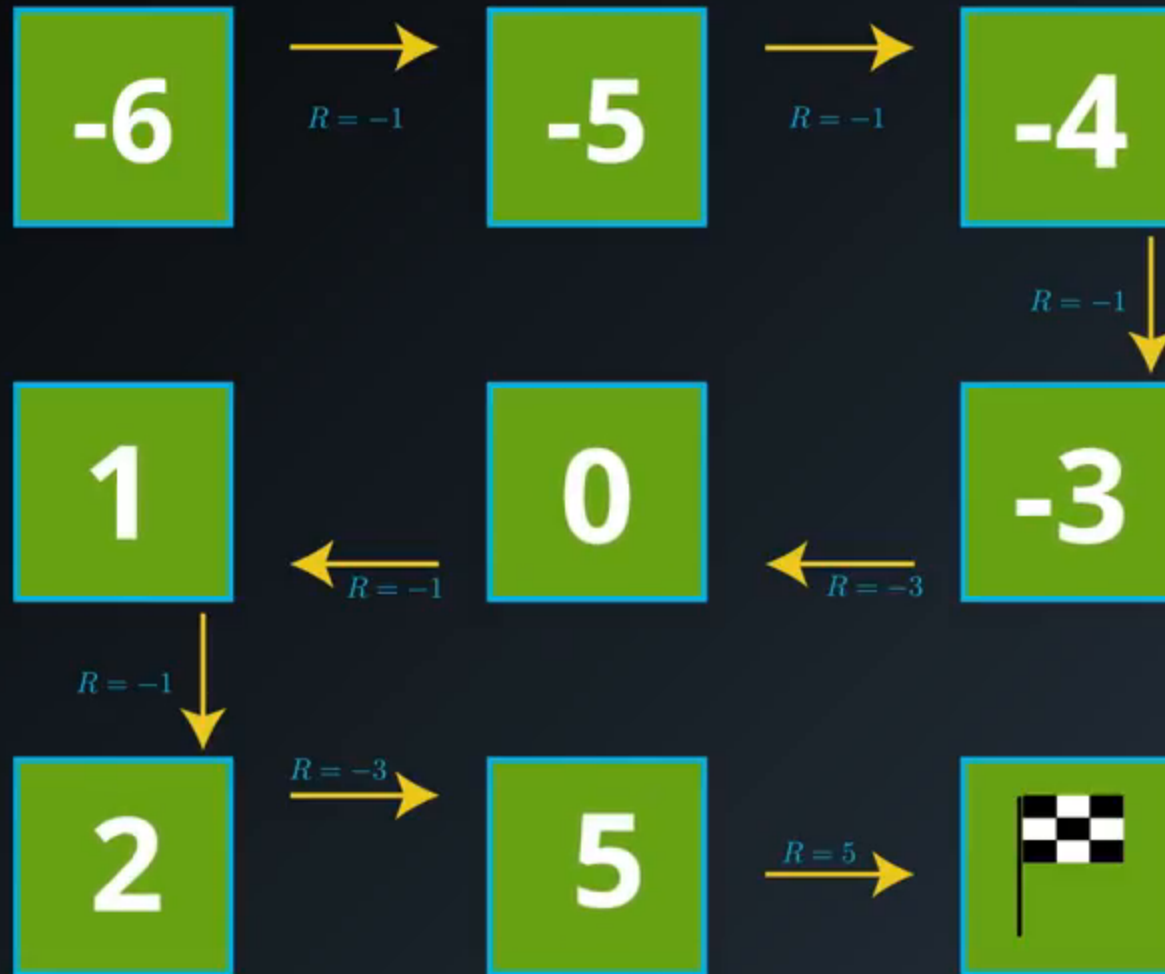 -6
R = −1
-5
R = −1
-4
R = −1
1
R = −1
0
R = −3
-3
R = −1
2
R = −3
5
R = 5